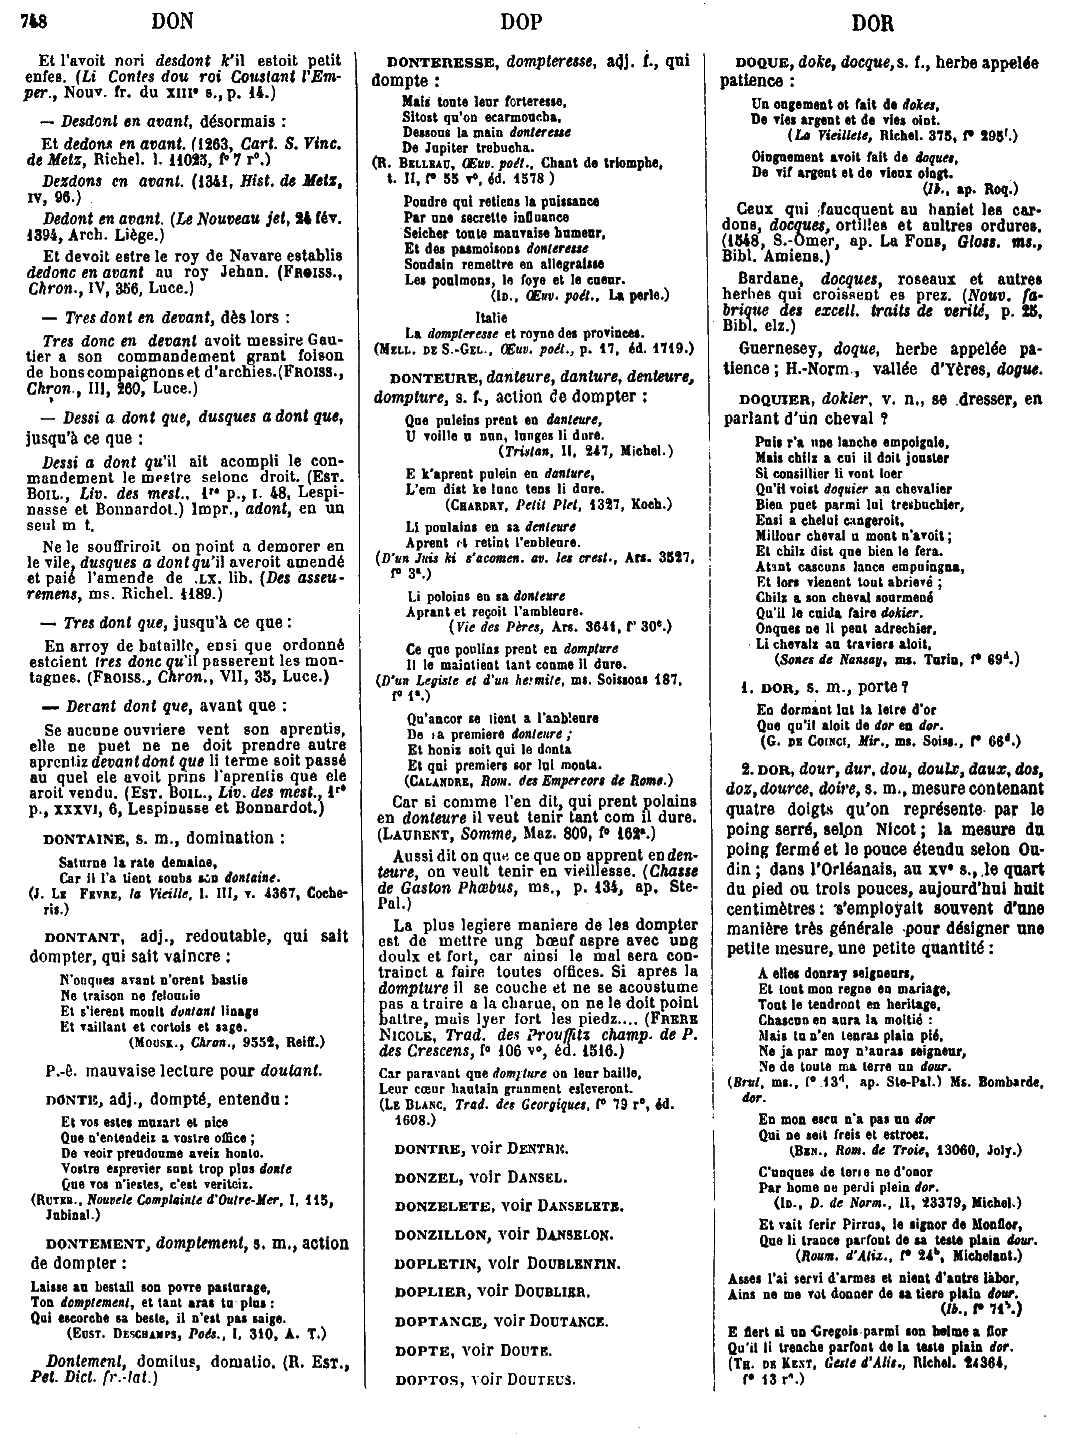 748 DON DOP DOR
Et l'avoit nori desdont k'il estoit petit
enfes. (Li Contes dou roi Coustant l'Em-
per., Nouv. fr. du XIIIe s., p. 14.)
— Desdont en avant, désormais :
Et dedons en avant. (1263, Cart. S. Vinc.
de Metz, Richel. l. 11023, f° 7 r°.)
Dezdons en avant. (1341, Hist. de Metz,
IV, 96.)
Dedont en avant. (Le Nouveau jet, 24 fév.
1394, Arch. Liège.)
Et devoit estre le roy de Navare establis
dedonc en avant au roy Jehan. (FROISS.,
Chron., IV, 356, Luce.)
— Tres dont en devant, dès lors :
Tres donc en devant avoit messire Gau-
tier a son commandement grant foison
de bons compaignons et d'archies. (FROISS.,
Chron., III, 260, Luce.)
— Dessi a dont que, dusques a dont que,
jusqu'à ce que :
Dessi a dont qu'il ait acompli le con-
mandement le mestre selonc droit. (EST.
BOIL., Liv. des mest., 1re p., I. 48, Lespi-
nasse et Bonnardot.) Impr., adont, en un
seul m t.
Ne le souffriroit on point a demorer en
le vile, dusques a dont qu'il averoit amendé
et paié l'amende de .LX. lib. (Des asseu-
remens, ms. Richel. 1189.)
— Tres dont que, jusqu'à ce que :
En arroy de bataille, ensi que ordonné
estoient tres donc qu'il passerent les mon-
tagnes. (FROISS., Chron., VII, 35, Luce.)
— Devant dont que, avant que :
Se aucune ouvriere vent son aprentis,
elle ne puet ne ne doit prendre autre
aprentiz devant dont que li terme soit passé
au quel ele avoit prins l'aprentis que ele
aroit vendu. (EST. BOIL., Liv. des mest., 1re
p., XXXVI, 6, Lespinasse et Bonnardot.)
DONTAINE, s. m., domination :
Saturne la rate demaine,
Car il l'a tient soubs son dontaine.
(J. LE FEVRE, la Vieille, l. III, v. 4367, Coche-
ris.)
DONTANT, adj., redoutable, qui sait
dompter, qui sait vaincre :
N'onques avant n'orent bastie
Ne traison ne felonnie
Et s'ierent moult dontant linage
Et vaillant et cortois et sage.
(MOUSK., Chron., 9552, Reiff.)
P.-ê. mauvaise lecture pour doutant.
DONTE, adj., dompté, entendu :
Et vos estes musart et nice
Que n'entendeiz a vostre office ;
De veoir preudoume aveiz honto.
Vostre esprevier sunt trop plus donte
Que vos n'iestes, c'est veriteiz.
(RUTEB., Nouvele Complainte d'Outre-Mer, I, 115,
Jubinal.)
DONTEMENT, domptement, s. m., action
de dompter :
Laisse au bestail son povre pasturage,
Ton domptement, et tant aras tu plus :
Qui escorche sa beste, il n'est pas saige.
(EUST. DESCHAMPS, Poés., I, 310, A. T.)
Dontement, domitus, domatio. (R. EST.,
Pet. Dict. fr.-lat.)
DONTERESSE, dompteresse, adj. f., qui
dompte :
Mais toute leur forteresse,
Sitost qu'on ecarmoucha,
Dessous la main donteresse
De Jupiter trebucha.
(R. BELLEAU, Œuv. poét., Chant de triomphe,
t. II, f° 55 v°, éd. 1578 )
Poudre qui retiens la puissance
Par une secrette influance
Seicher toute mauvaise humeur,
Et des pasmoisons donteresse
Soudain remettre en allegraisse
Les poulmons, le foye et le cueur.
(ID., Œuv. poét., La perle.)
Italie
La dompteresse et royne des provinces.
(MELL. DE S.-GEL., Œuv. poét., p. 17, éd. 1719.)
DONTEURE, danteure, danture, denteure,
dompture, s. f., action de dompter :
Que puleins prent en danteure,
U voille u nun, lunges li dure.
(Tristan, II, 247, Michel.)
E k'aprent pulein en danture,
L'em dist ke lunc tens li dure.
(CHARDRY, Petit Plet, 1327, Koch.)
Li poulains en sa denteure
Aprent et retint l'enbleure.
(D'un Juis ki s'acomen. av. les crest., Ars. 3527,
f° 3a.)
Li poloins en sa donteure
Aprant et reçoit l'ambleure.
(Vie des Pères, Ars. 3641, f° 30c.)
Ce que poulins prent en dompture
Il le maintient tant conme il dure.
(D'un Legiste et d'un hermite, ms. Soissons 187,
f° 1a.)
Qu'ancor se tiont a l'anbleure
De sa premiere donteure ;
Et honiz soit qui le donta
Et qui premiers sor lui monta.
(CALANDRE, Rom. des Empereors de Rome.)
Car si comme l'en dit, qui prent polains
en donteure il veut tenir tant com il dure.
(LAURENT, Somme, Maz. 809, f° 162a.)
Aussi dit on que ce que on apprent en den-
teure, on veult tenir en vieillesse. (Chasse
de Gaston Phœbus, ms., p. 134, ap. Ste-
Pal.)
La plus legiere maniere de les dompter
est de mettre ung bœuf aspre avec ung
doulx et fort, car ainsi le mal sera con-
trainct a faire toutes offices. Si apres la
dompture il se couche et ne se acoustume
pas a traire a la charue, on ne le doit point
battre, mais lyer fort les piedz.... (FRERE
NICOLE, Trad. des Prouffitz champ. de P.
des Crescens, f° 106 v°, éd. 1516.)
Car paravant que dompture on leur baille,
Leur cœur hautain grunment esleveront.
(LE BLANC, Trad. des Georgiques, f° 79 r°, éd.
1608.)
DONTRE, voir DENTRE.
DONZEL, voir DANSEL.
DONZELETE, voir DANSELETE.
DONZILLON, voir DANSELON.
DOPLETIN, voir DOUBLENTIN.
DOPLIER, voir DOUBLIER.
DOPTANCE, voir DOUTANCE.
DOPTE, voir DOUTE.
DOPTOS, voir DOUTEUS.
DOQUE, doke, docque, s. f., herbe appelée
patience :
Un ongement ot fait de dokes,
De vies argent et de vies oint.
(La Vieillete, Richel. 375, f° 295f.)
Oingnement avoit fait de doques,
De vif argent et de vieux oingt.
(Ib., ap. Roq.)
Ceux qui faucquent au haniet les car-
dons, docques, ortilles et aultres ordures.
(1548, S.-Omer, ap. La Fons, Gloss. ms.,
Bibl. Amiens.)
Bardane, docques, roseaux et autres
herbes qui croissent es prez. (Nouv. fa-
brique des excell. traits de verité, p. 25,
Bibl. elz.)
Guernesey, doque, herbe appelée pa-
tience ; H.-Norm., vallée d'Yères, dogue.
DOQUIER, dokier, v. n., se dresser, en
parlant d'un cheval ?
Puis r'a une lanche empoignie,
Mais chilz a cui il doit jouster
Si consillier li vont loer
Qu'il voist doquier au chevalier
Bien puet parmi lui tresbuchier,
Ensi a chelui cangeroit,
Millour cheval u mont n'avoit ;
Et chilz dist que bien le fera.
Atant cascuns lance empuingna,
Et lors vienent tout abrievé ;
Chilz a son cheval sourmené
Qu'il le cuida faire dokier.
Onques ne li peut adrechier,
Li chevalz au traviers aloit,
(Sones de Nansay, ms. Turin, f° 69d.)
1. DOR, s. m., porte ?
En dormant lut la letre d'or
Que qu'il aloit de dor en dor.
(G. DE COINCI, Mir., ms. Soiss., f° 66d.)
2. DOR, dour, dur, dou, doulx, daux, dos,
doz, dource, doire, s. m., mesure contenant
quatre doigts qu'on représente par le
poing serré, selon Nicot ; la mesure du
poing fermé et le pouce étendu selon Ou-
din ; dans l'Orléanais, au XVe s., le quart
du pied ou trois pouces, aujourd'hui huit
centimètres : s'employait souvent d'une
manière très générale pour désigner une
petite mesure, une petite quantité :
A elles donray seigneurs,
Et tout mon regne en mariage,
Tout le tendront en heritage,
Chascun en aura la moitié :
Mais tu n'en tenras plain pié,
Ne ja par moy n'auras seigneur,
Ne de toute ma terre un dour.
(Brut, ms., f° 13d, ap. Ste-Pal.) Ms. Bombarde,
dor.
En mon escu n'a pas un dor
Qui ne seit freis et estroez.
(BEN., Rom. de Troie, 13060, Joly.)
C'unques de terre ne d'onor
Par home ne perdi plein dor.
(ID., D. de Norm., II, 23379, Michel.)
Et vait ferir Pirrus, le signor de Monflor,
Que li trance parfont de sa teste plain dour.
(Roum. d'Alix., f° 24b, Michelant.)
Asses l'ai servi d'armes et nient d'autre labor,
Ains ne me vot donner de sa tiere plain dour.
(Ib., f° 71b.)
E fiert si un Gregois parmi son helme a flor
Qu'il li trenche parfont de la teste plein dor.
(TH. DE KENT, Geste d'Alis., Richel. 24364,
f° 13 r°.)